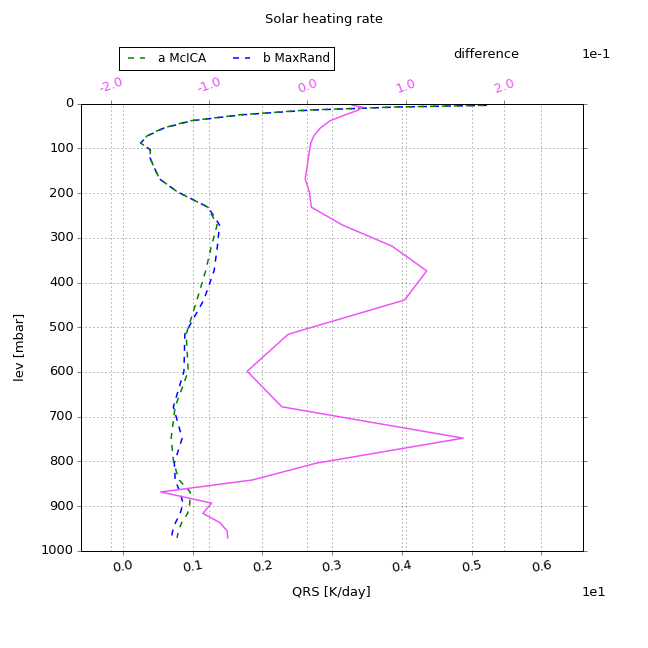 Solar heating rate
a McICA b MaxRand
difference 1e-1
-2.0 -1.0 0.0 1.0 2.0
0
100
200
300
400
500
600
700
800
900
1000
lev [mbar]
0.0 0.1 0.2 0.3 0.4 0.5 0.6
QRS [K/day] 1e1